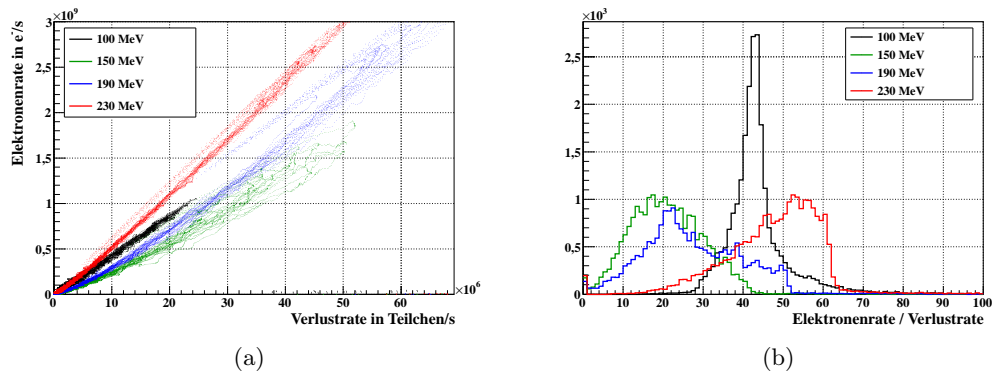 ×10⁹
3
2,5
2
1,5
1
0,5
0
Elektronenrate in e⁻/s
100 MeV
150 MeV
190 MeV
230 MeV
0 10 20 30 40 50 60
×10⁶
Verlustrate in Teilchen/s
(a)
×10³
2,5
2
1,5
1
0,5
0
100 MeV
150 MeV
190 MeV
230 MeV
0 10 20 30 40 50 60 70 80 90 100
Elektronenrate / Verlustrate
(b)